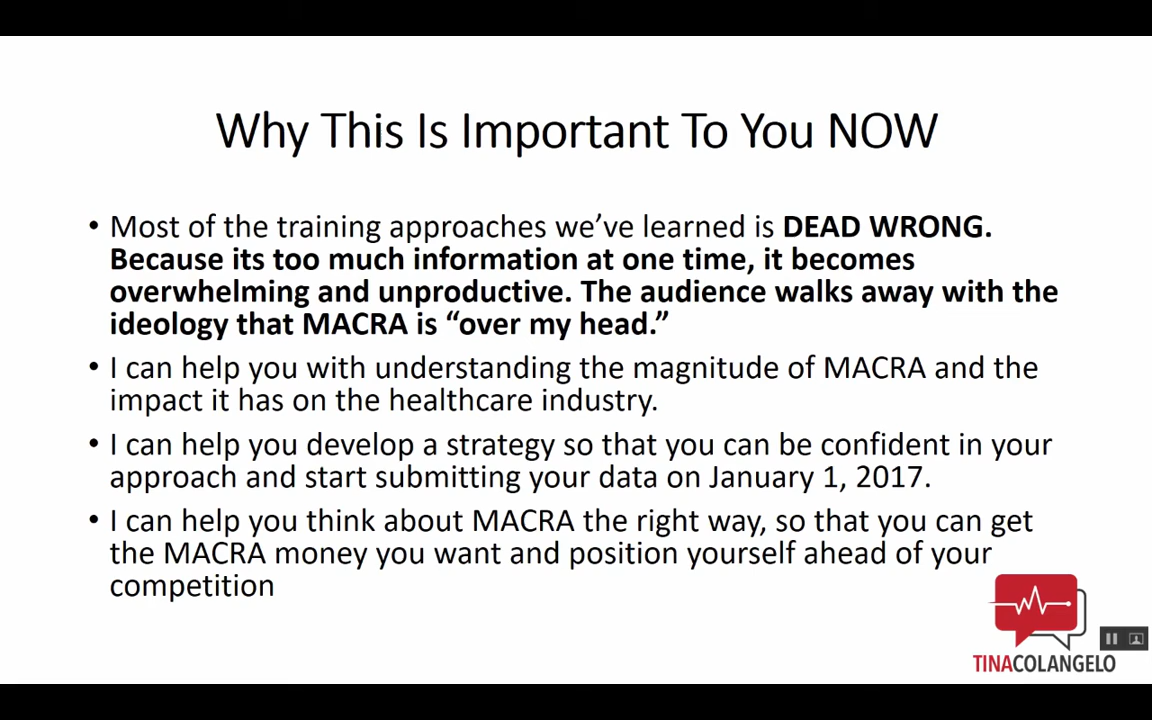 Why This Is Important To You NOW
• Most of the training approaches we’ve learned is DEAD WRONG.
Because its too much information at one time, it becomes
overwhelming and unproductive. The audience walks away with the
ideology that MACRA is “over my head.”
• I can help you with understanding the magnitude of MACRA and the
impact it has on the healthcare industry.
• I can help you develop a strategy so that you can be confident in your
approach and start submitting your data on January 1, 2017.
• I can help you think about MACRA the right way, so that you can get
the MACRA money you want and position yourself ahead of your
competition
TINACOLANGELO